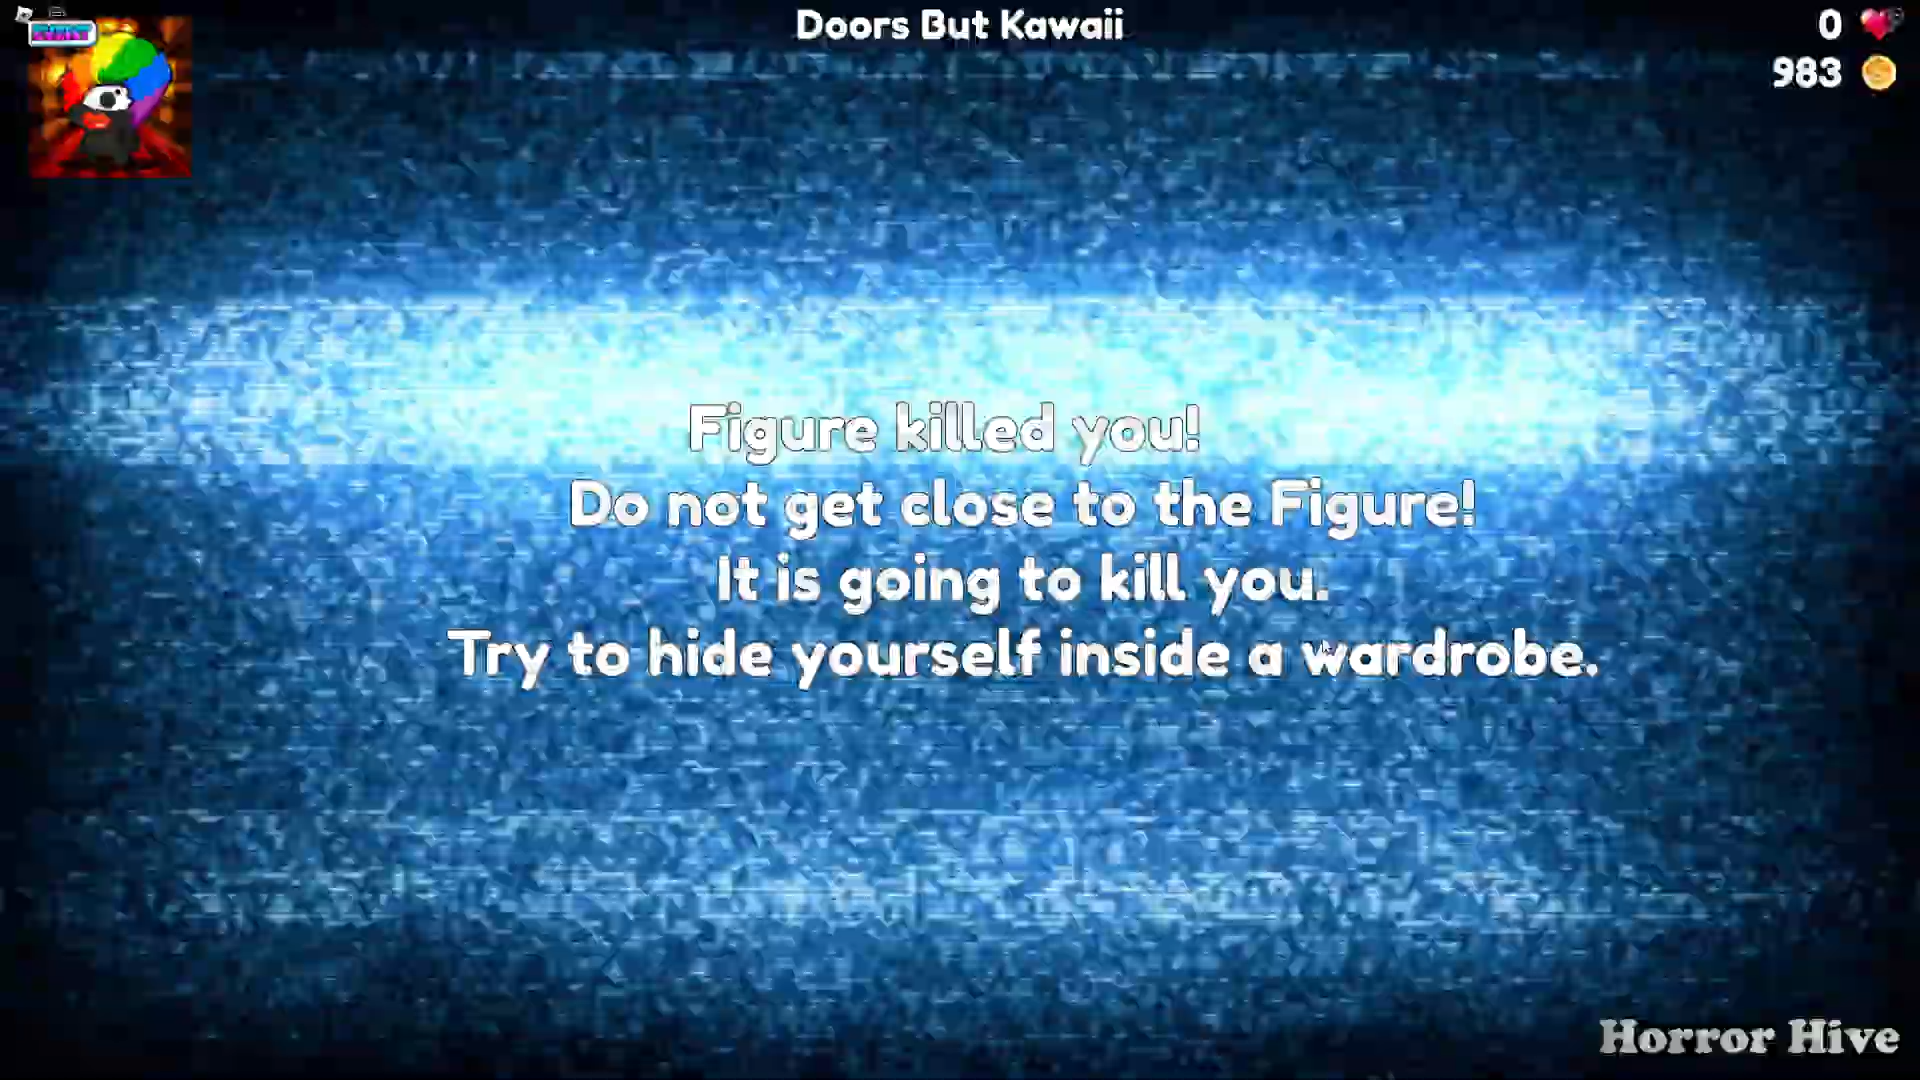 Doors But Kawaii
0
983
Figure killed you!
Do not get close to the Figure!
It is going to kill you.
Try to hide yourself inside a wardrobe.
Horror Hive